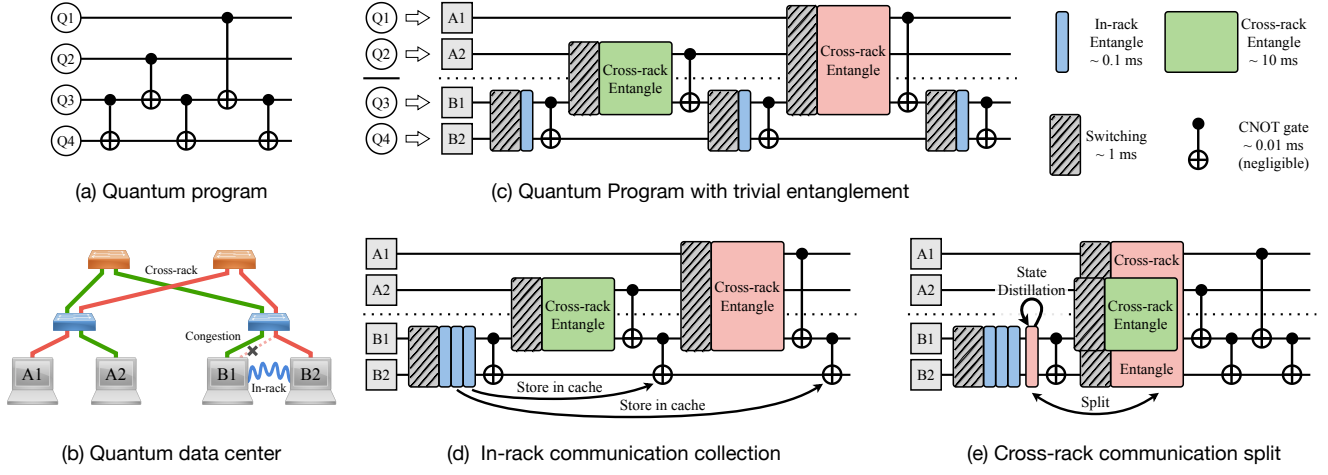 Q1
Q2
Q3
Q4
(a) Quantum program
Q1
Q2
Q3
Q4
A1
A2
B1
B2
Cross-rack
Entangle
Cross-rack
Entangle
(c) Quantum Program with trivial entanglement
In-rack
Entangle
~ 0.1 ms
Cross-rack
Entangle
~ 10 ms
Switching
~ 1 ms
CNOT gate
~ 0.01 ms
(negligible)
Cross-rack
Congestion
A1
A2
B1
B2
In-rack
(b) Quantum data center
A1
A2
B1
B2
Cross-rack
Entangle
Cross-rack
Entangle
Store in cache
Store in cache
(d) In-rack communication collection
A1
A2
B1
B2
State
Distillation
Cross-rack
Cross-rack
Entangle
Entangle
Split
(e) Cross-rack communication split